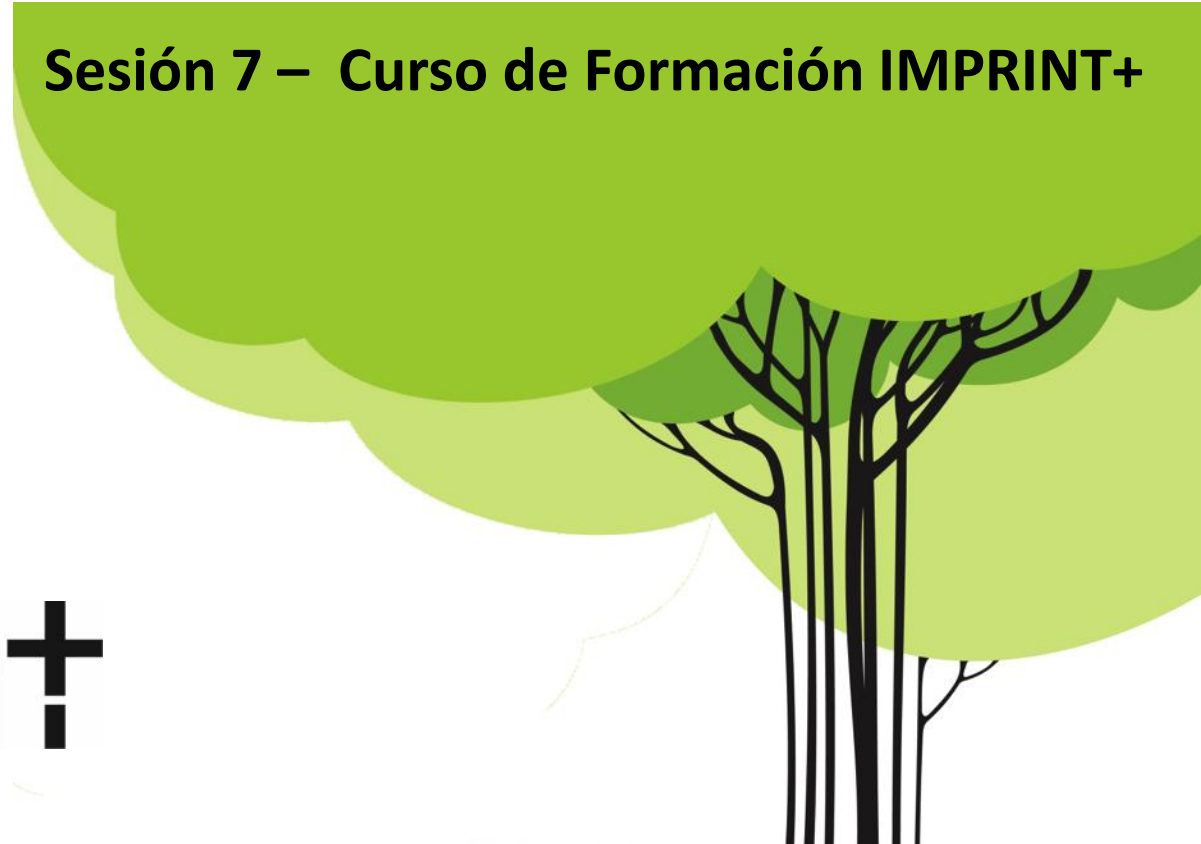 Sesión 7 – Curso de Formación IMPRINT+